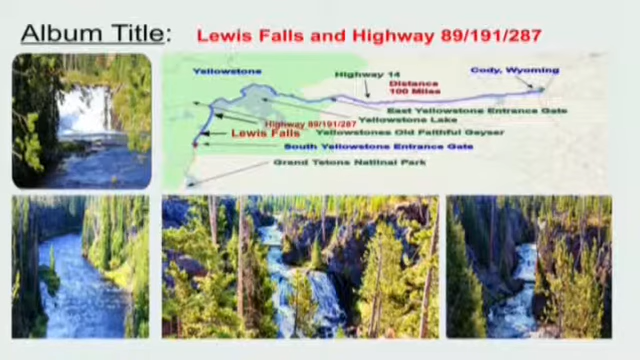 Album Title: Lewis Falls and Highway 89/191/287
Yellowstone
Highway 14
Cody, Wyoming
Distance
100 Miles
East Yellowstone Entrance Gate
Yellowstone Lake
Highway 89/191/287
Lewis Falls
Yellowstones Old Faithful Geyser
South Yellowstone Entrance Gate
Grand Tetons Natiinal Park